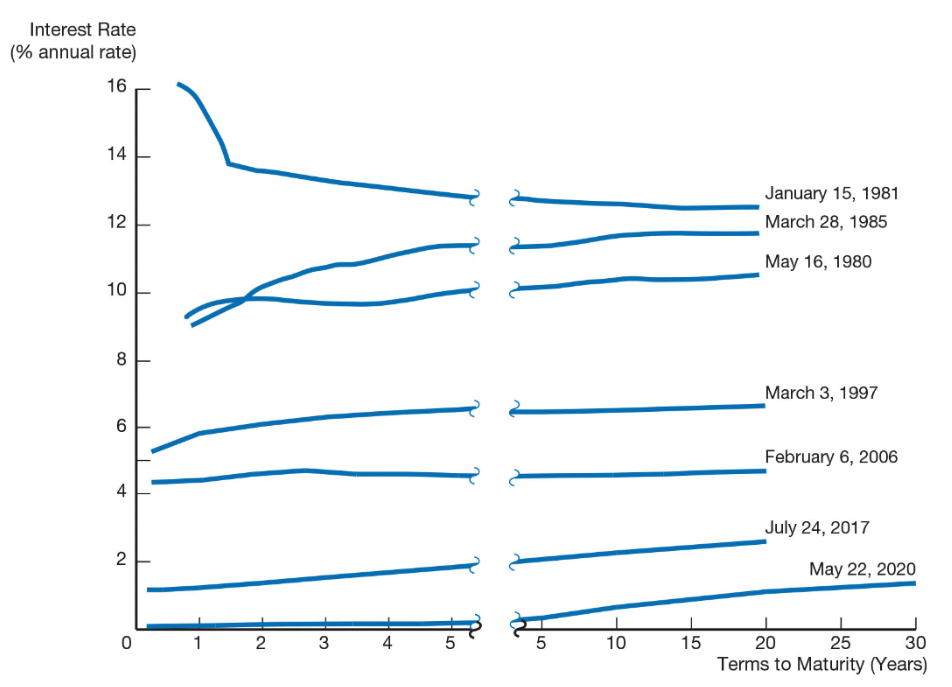 Interest Rate
(% annual rate)
16
14
12
10
8
6
4
2
January 15, 1981
March 28, 1985
May 16, 1980
March 3, 1997
February 6, 2006
July 24, 2017
May 22, 2020
0 1 2 3 4 5 5 10 15 20 25 30
Terms to Maturity (Years)